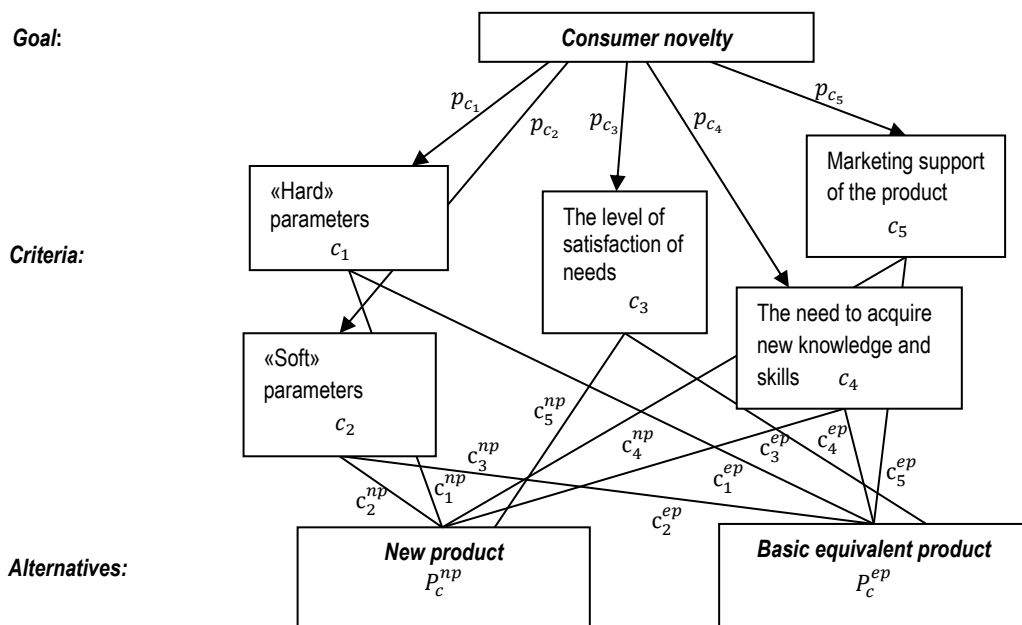 Goal:
Consumer novelty
p_{c_1}
p_{c_2}
p_{c_3}
p_{c_4}
p_{c_5}
Criteria:
«Hard»
parameters
c_1
«Soft»
parameters
c_2
The level of
satisfaction of
needs
c_3
The need to acquire
new knowledge and
skills c_4
Marketing support
of the product
c_5
c_5^{np}
c_3^{np}
c_4^{np}
c_3^{ep}
c_4^{ep}
c_2^{np}
c_1^{np}
c_1^{ep}
c_5^{ep}
c_2^{ep}
Alternatives:
New product
P_c^{np}
Basic equivalent product
P_c^{ep}